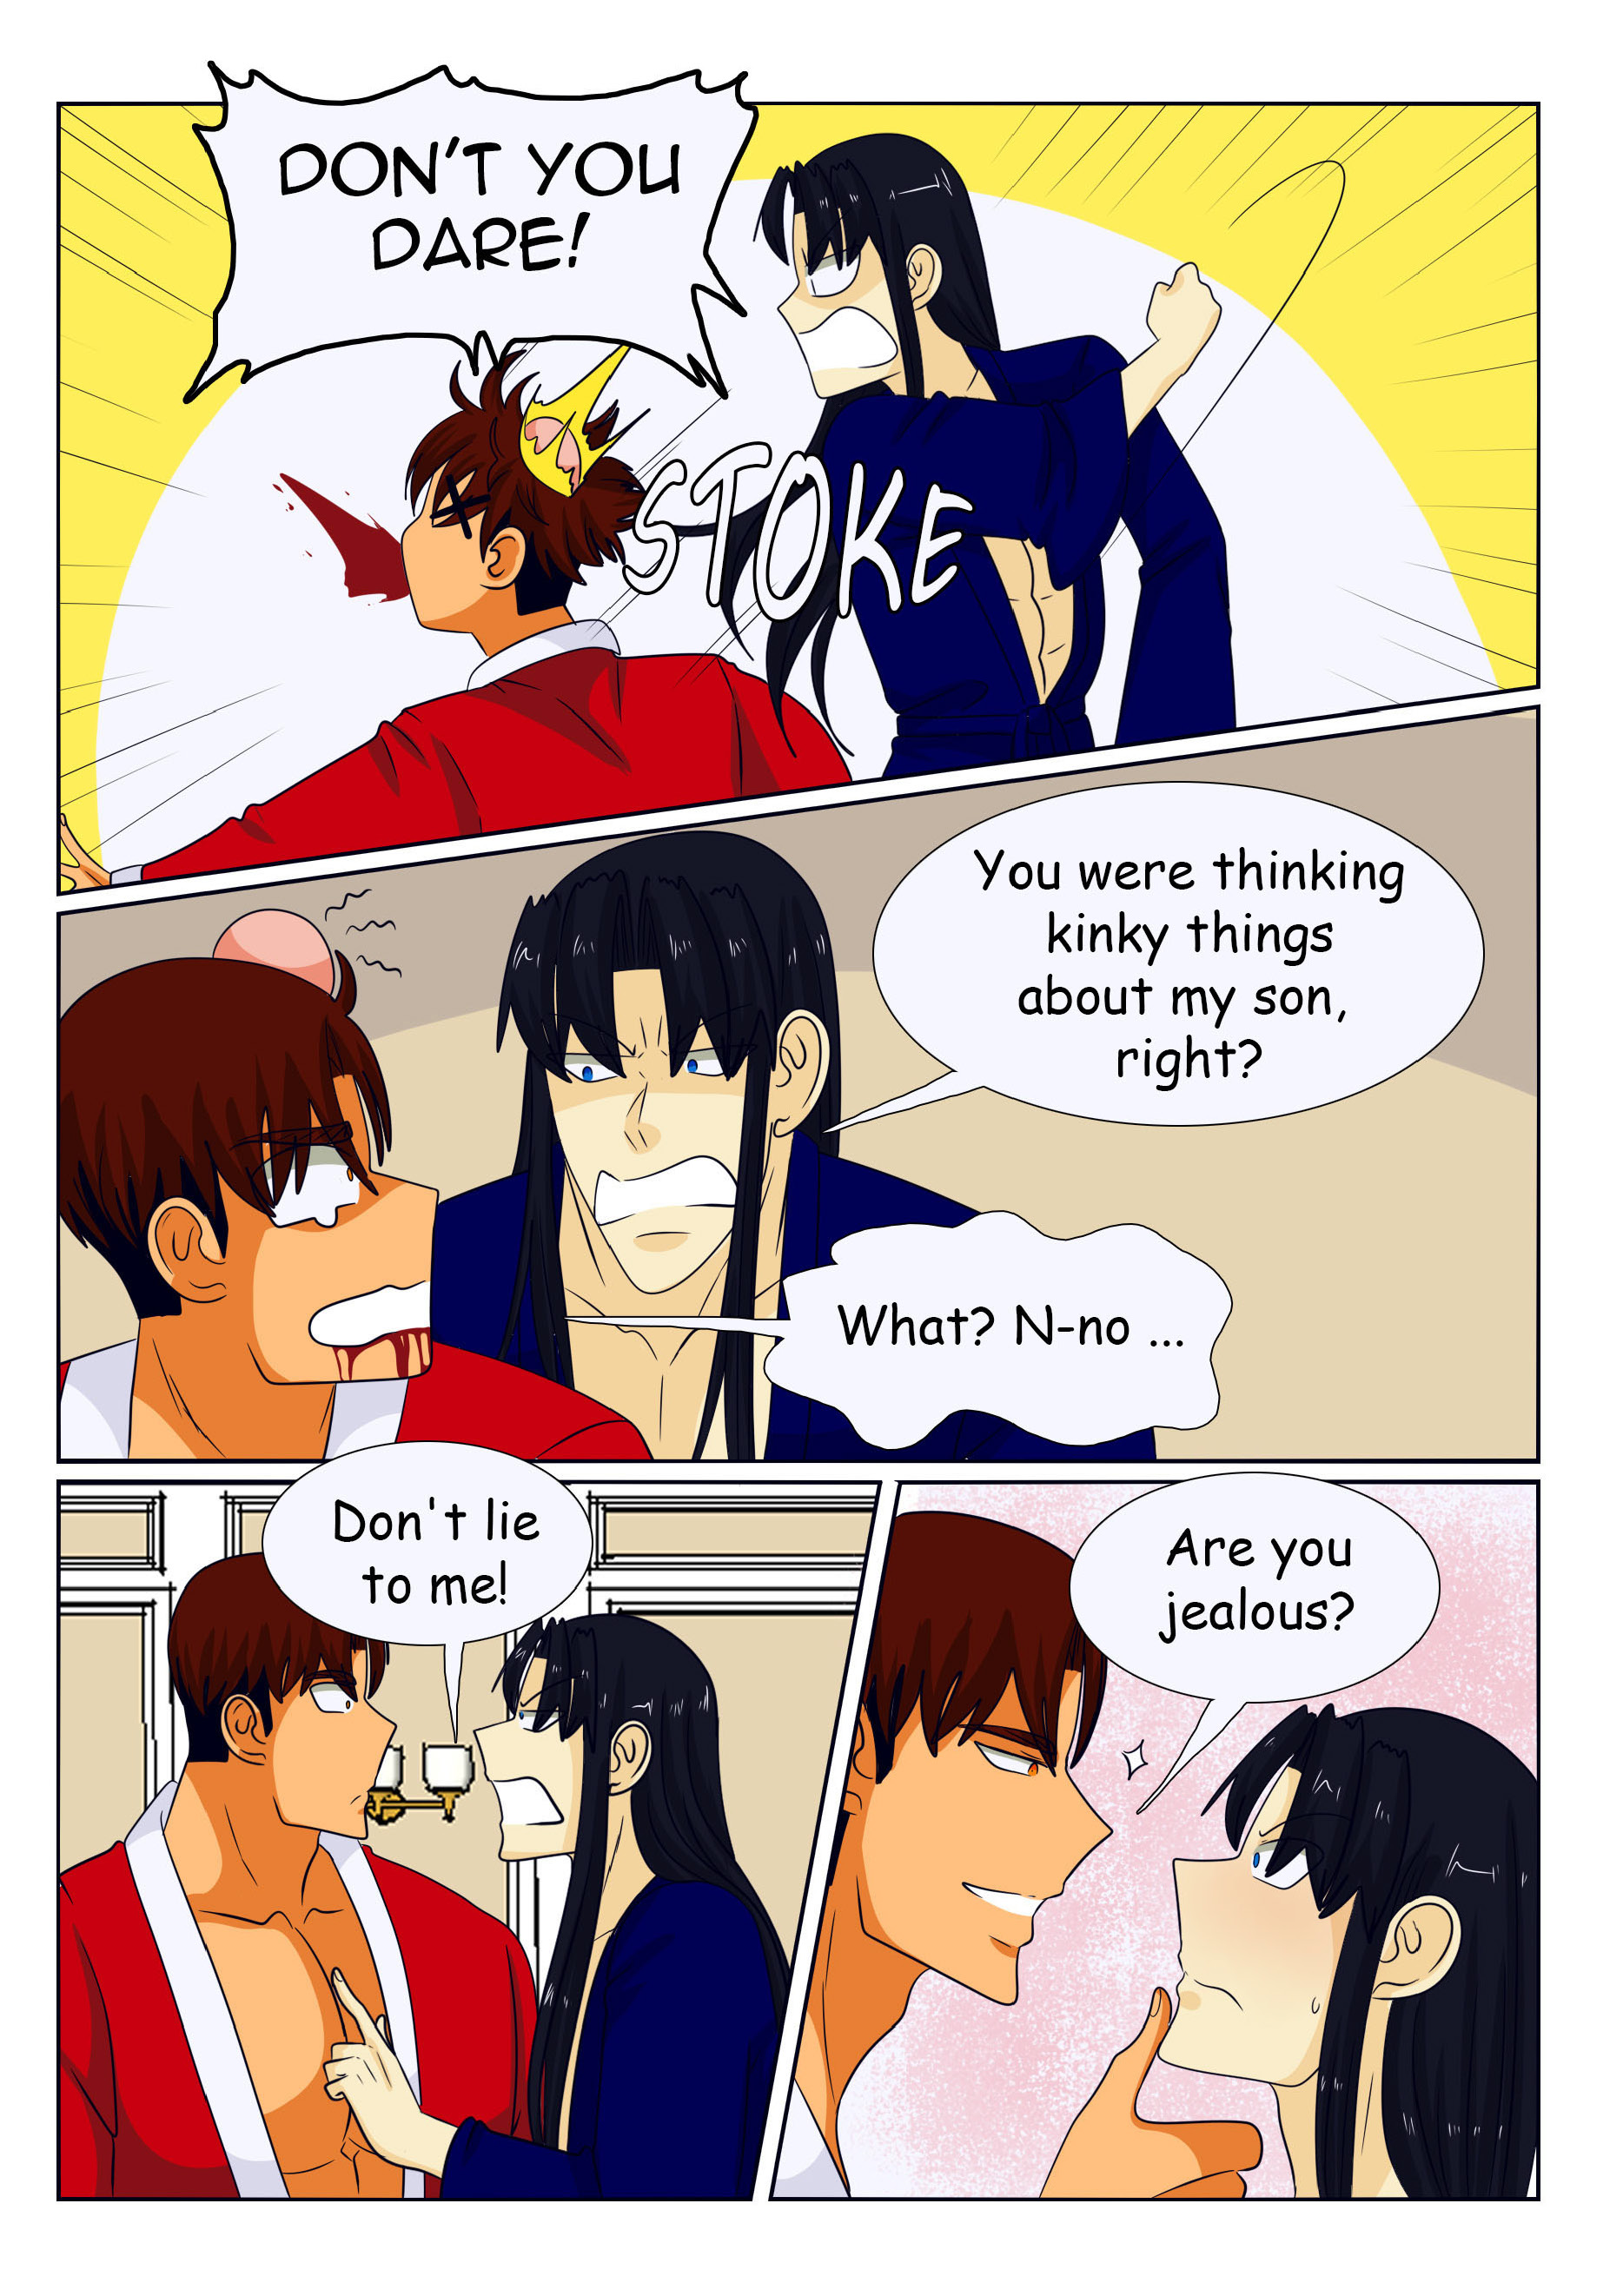 DON'T YOU
DARE!
STOKE
You were thinking
kinky things
about my son,
right?
What? N-no ...
Don't lie
to me!
Are you
jealous?